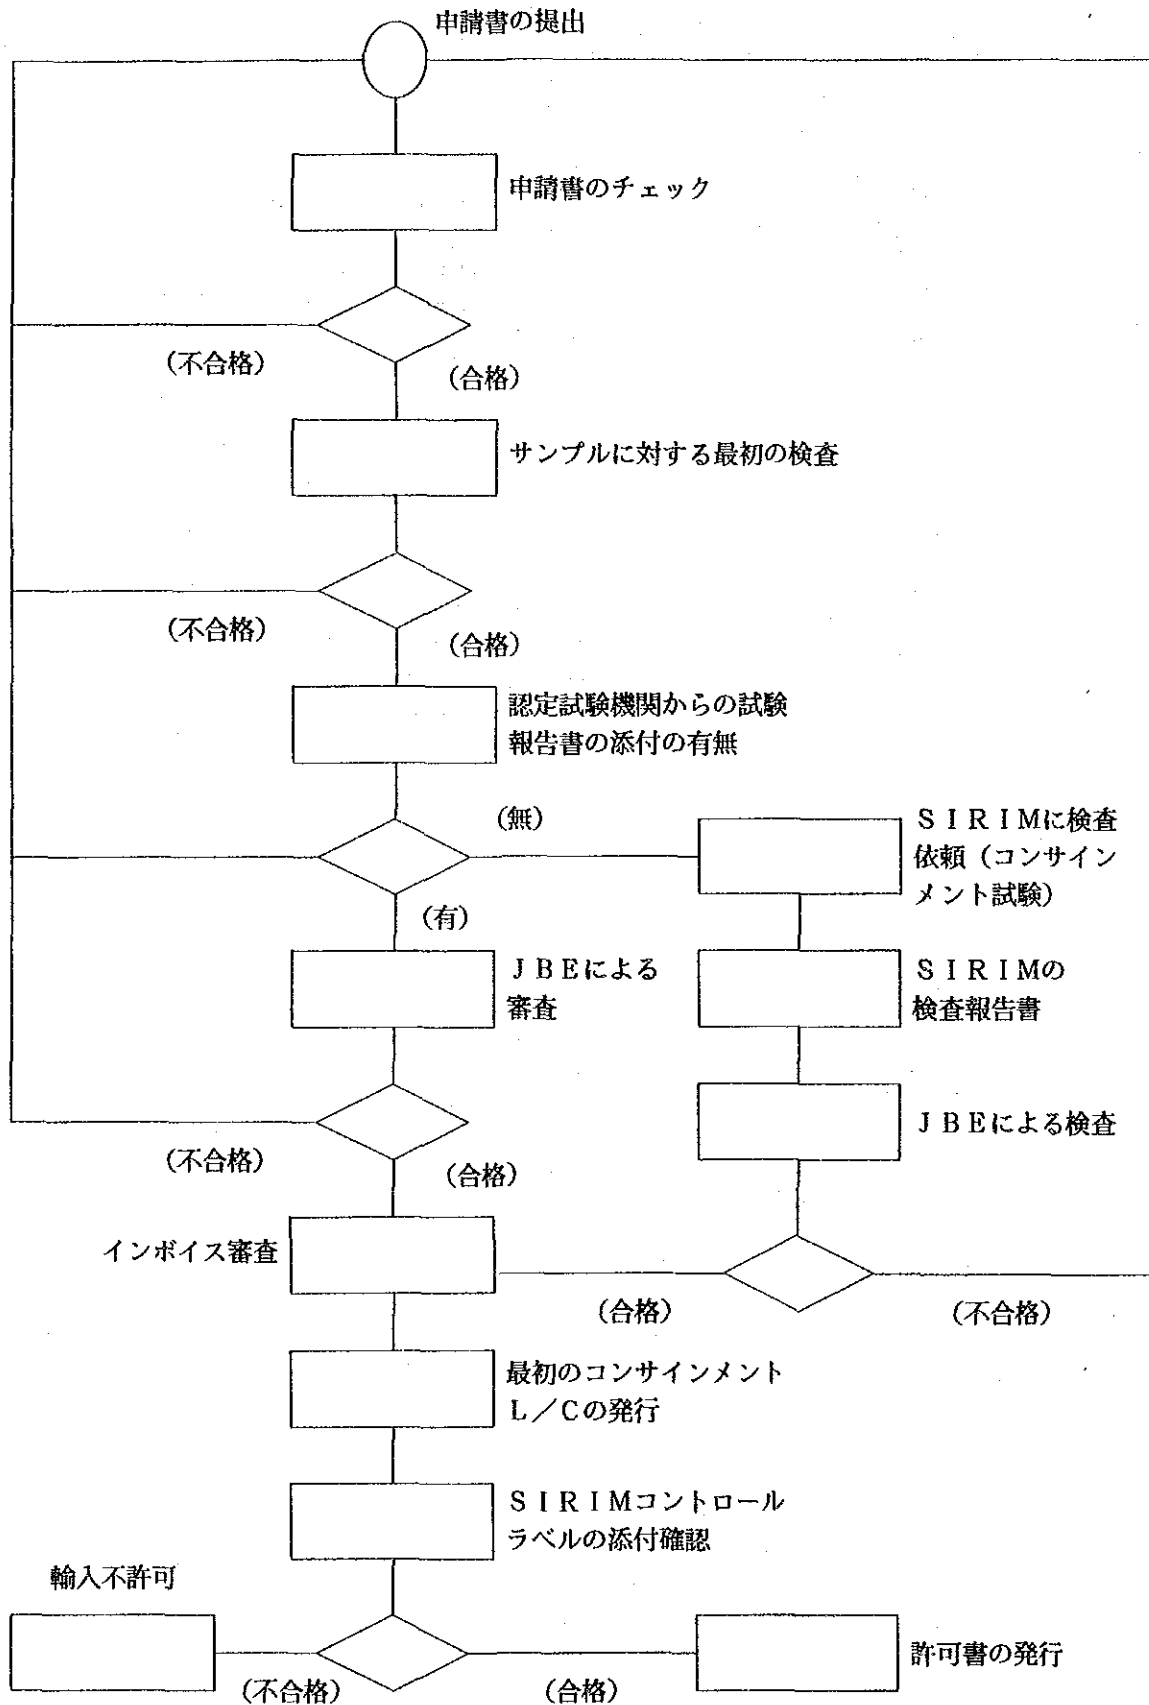 申請書の提出
申請書のチェック
(不合格)
(合格)
サンプルに対する最初の検査
(不合格)
(合格)
認定試験機関からの試験
報告書の添付の有無
(無)
ＳＩＲＩＭに検査
依頼（コンサイン
メント試験）
(有)
ＪＢＥによる
審査
ＳＩＲＩＭの
検査報告書
ＪＢＥによる検査
(不合格)
(合格)
インボイス審査
(合格)
(不合格)
最初のコンサインメント
Ｌ／Ｃの発行
ＳＩＲＩＭコントロール
ラベルの添付確認
輸入不許可
許可書の発行
(不合格)
(合格)